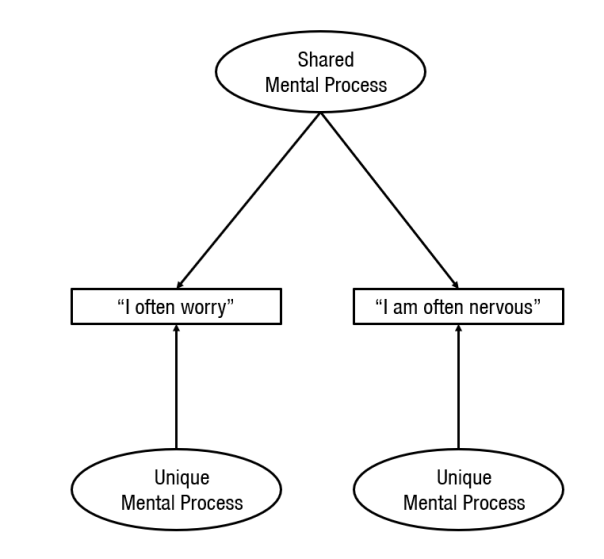 Shared
Mental Process
“I often worry”
“I am often nervous”
Unique
Mental Process
Unique
Mental Process